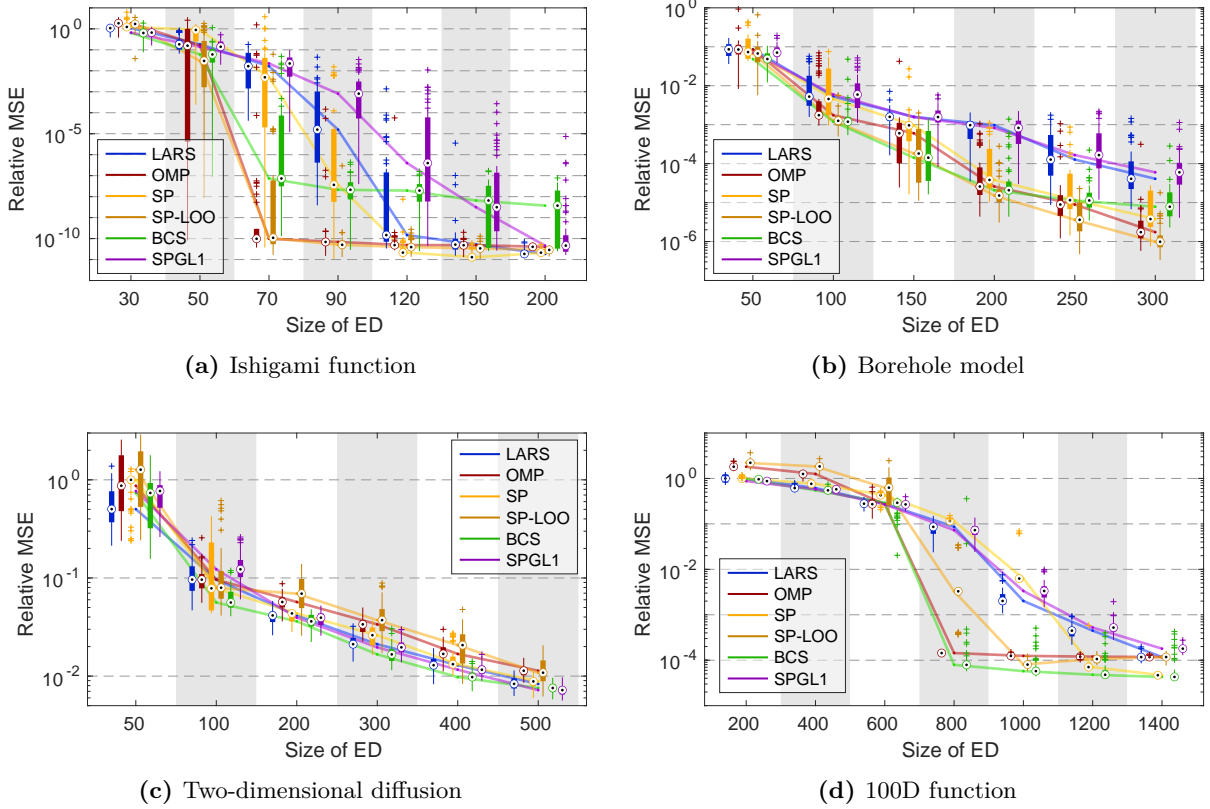 10^0
10^-5
10^-10
Relative MSE
LARS
OMP
SP
SP-LOO
BCS
SPGL1
30 50 70 90 120 150 200
Size of ED
(a) Ishigami function
10^0
10^-2
10^-4
10^-6
Relative MSE
LARS
OMP
SP
SP-LOO
BCS
SPGL1
50 100 150 200 250 300
Size of ED
(b) Borehole model
10^0
10^-1
10^-2
Relative MSE
LARS
OMP
SP
SP-LOO
BCS
SPGL1
50 100 200 300 400 500
Size of ED
(c) Two-dimensional diffusion
10^0
10^-2
10^-4
Relative MSE
LARS
OMP
SP
SP-LOO
BCS
SPGL1
200 400 600 800 1000 1200 1400
Size of ED
(d) 100D function